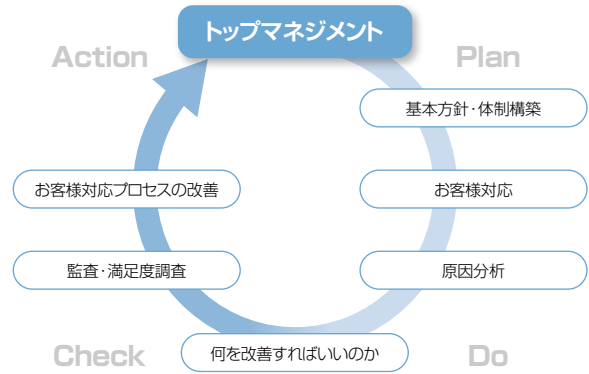 トップマネジメント
Action
Plan
基本方針・体制構築
お客様対応プロセスの改善
お客様対応
監査・満足度調査
原因分析
Check
何を改善すればいいのか
Do